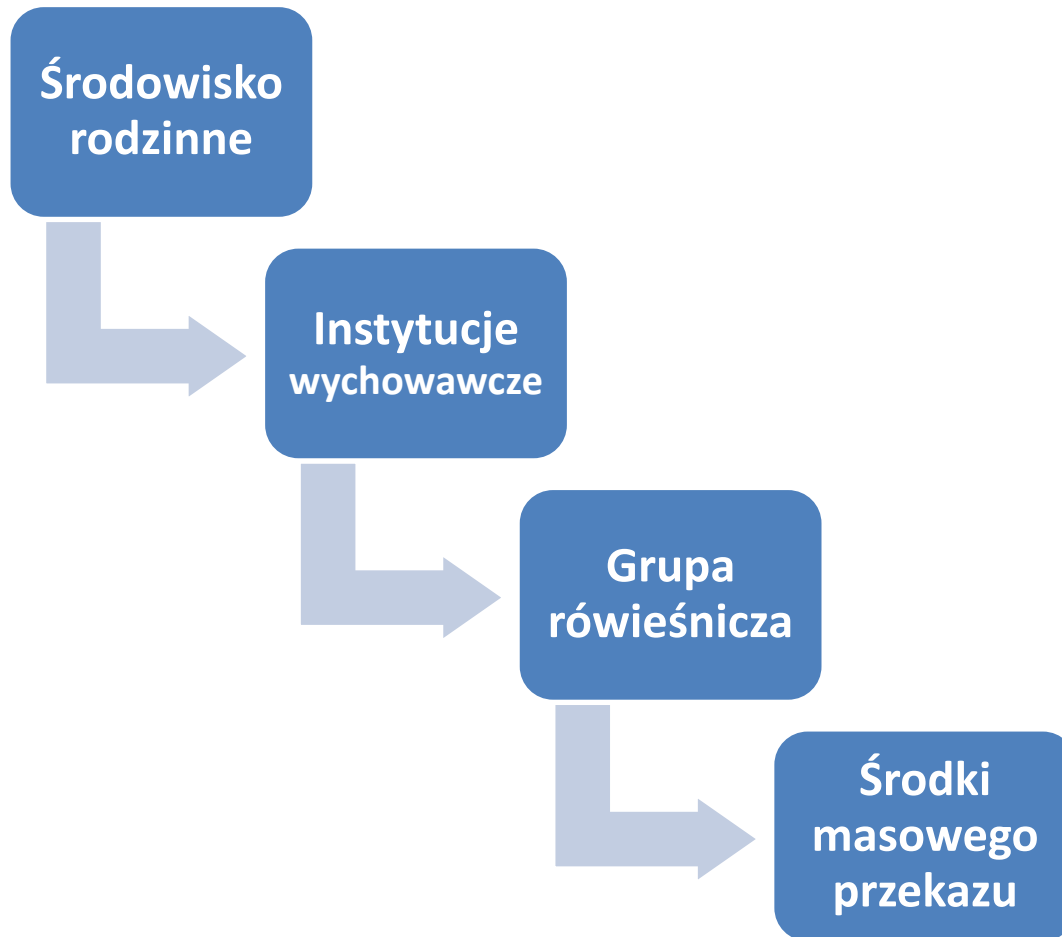 Środowisko
rodzinne
Instytucje
wychowawcze
Grupa
rówieśnicza
Środki
masowego
przekazu